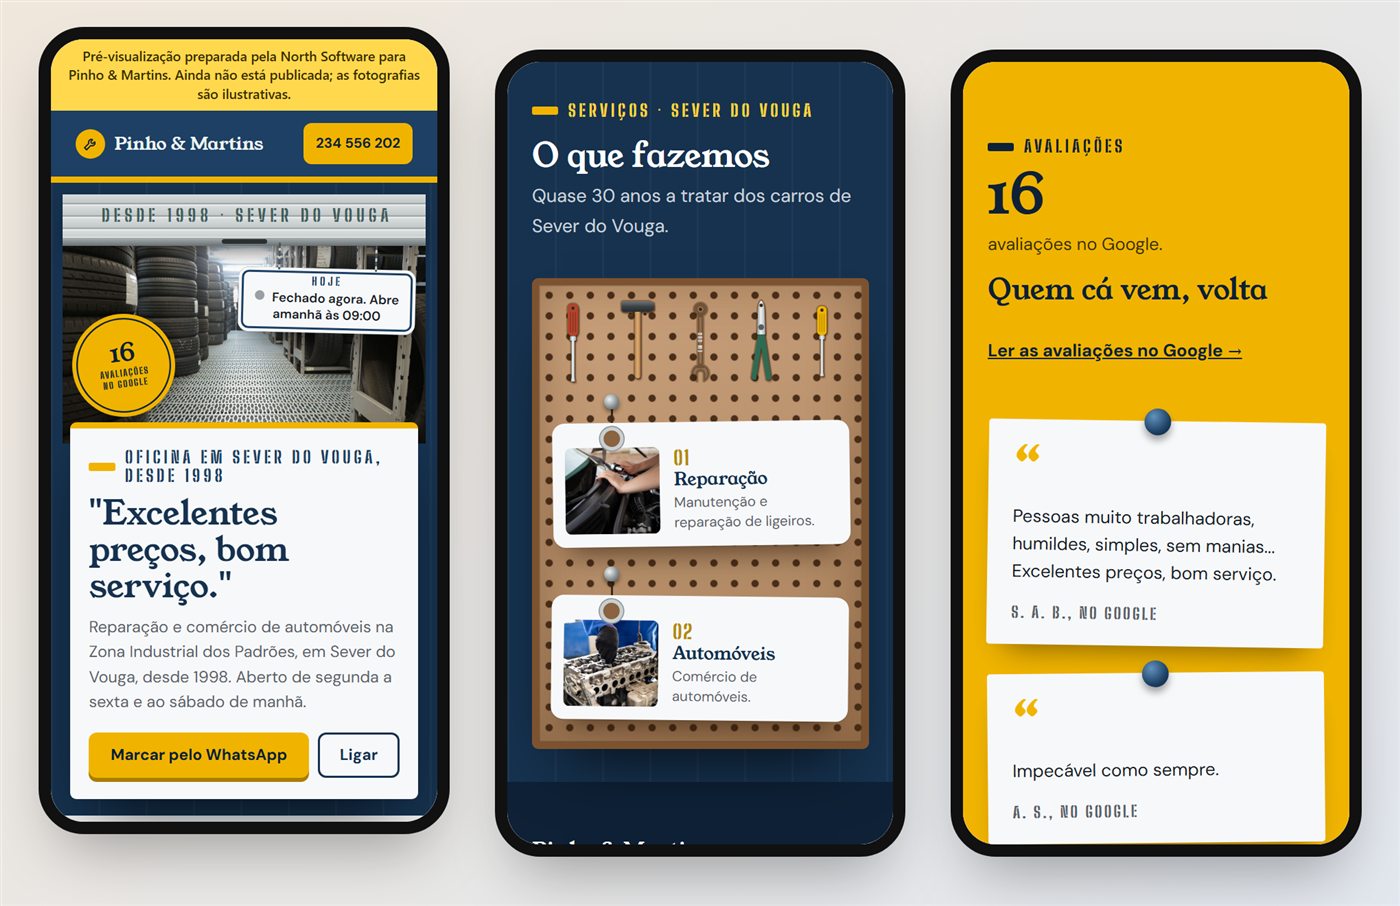 Pré-visualização preparada pela North Software para
Pinho & Martins. Ainda não está publicada; as fotografias
são ilustrativas.
Pinho & Martins
234 556 202
DESDE 1998 · SEVER DO VOUGA
HOJE
Fechado agora. Abre
amanhã às 09:00
16
AVALIAÇÕES
NO GOOGLE
OFICINA EM SEVER DO VOUGA,
DESDE 1998
"Excelentes
preços, bom
serviço."
Reparação e comércio de automóveis na
Zona Industrial dos Padrões, em Sever do
Vouga, desde 1998. Aberto de segunda a
sexta e ao sábado de manhã.
Marcar pelo WhatsApp
Ligar
SERVIÇOS · SEVER DO VOUGA
O que fazemos
Quase 30 anos a tratar dos carros de
Sever do Vouga.
01
Reparação
Manutenção e
reparação de ligeiros.
02
Automóveis
Comércio de
automóveis.
AVALIAÇÕES
16
avaliações no Google.
Quem cá vem, volta
Ler as avaliações no Google →
“
Pessoas muito trabalhadoras,
humildes, simples, sem manias...
Excelentes preços, bom serviço.
S. A. B., NO GOOGLE
“
Impecável como sempre.
A. S., NO GOOGLE